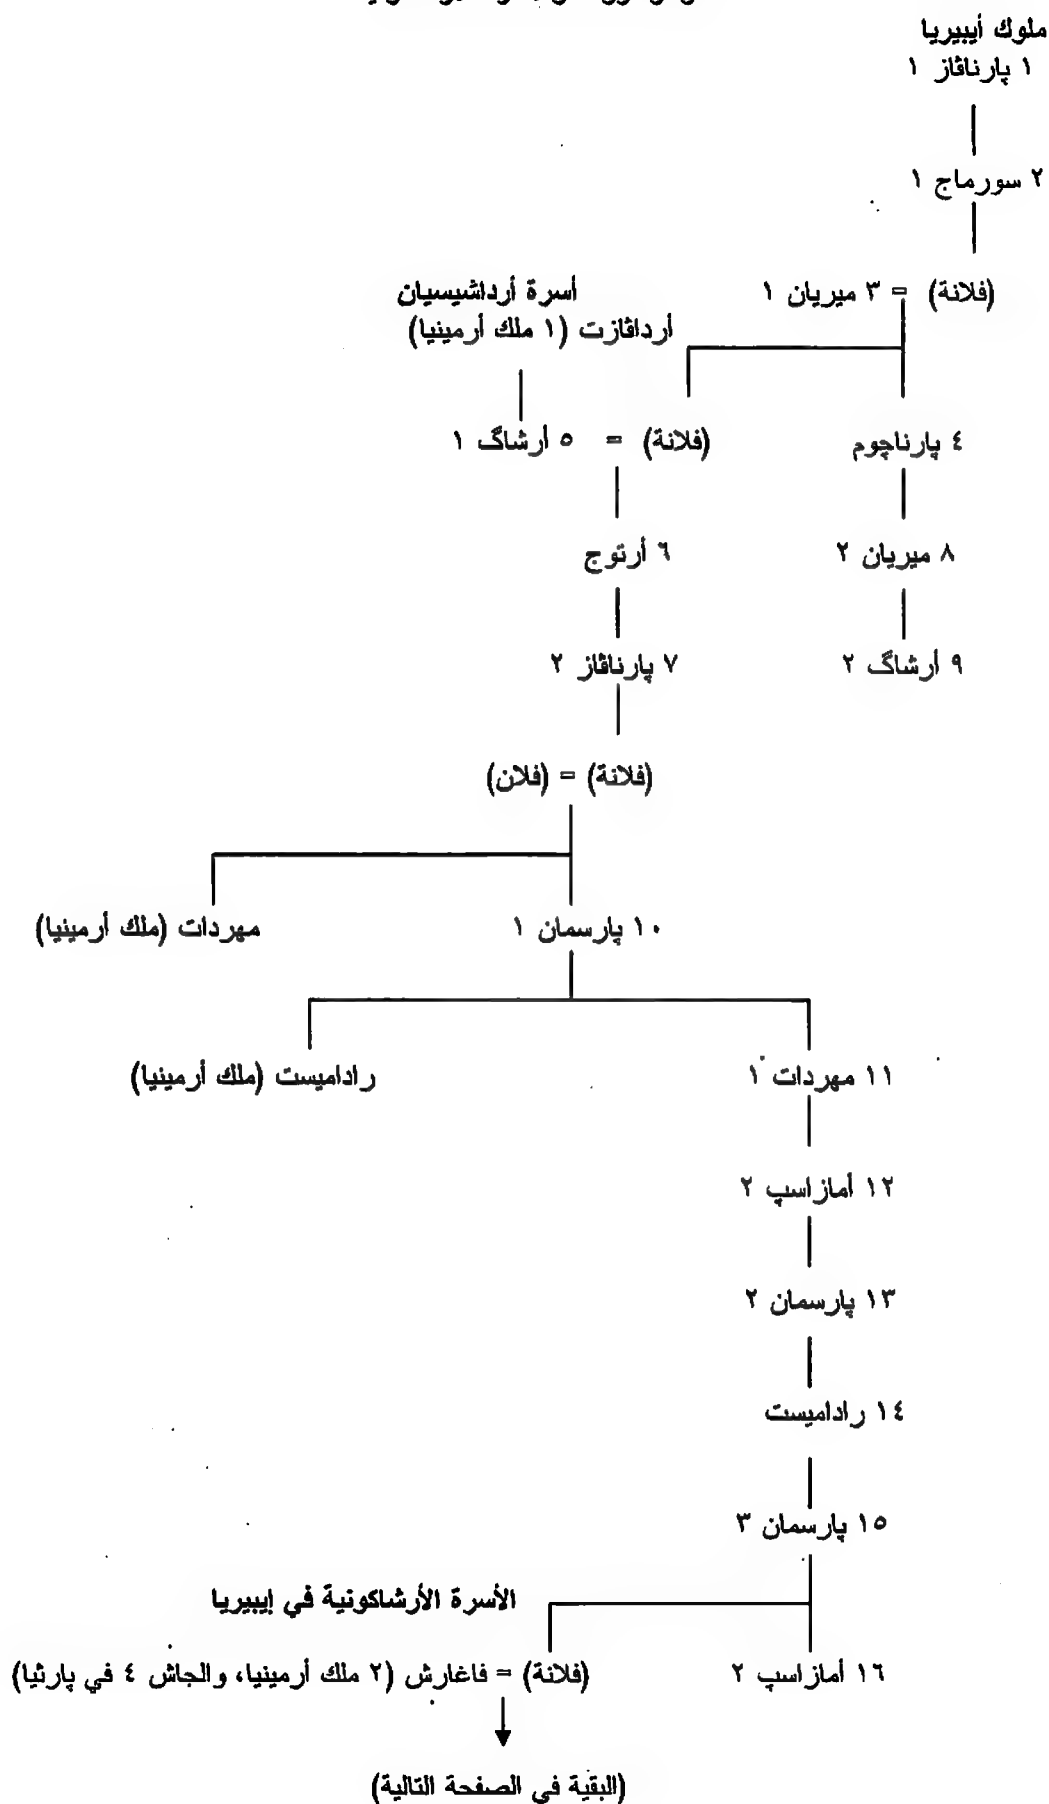 ملوك أيبيريا
١ پارناڤاز ١
٢ سورماج ١
(فلانة) = ٣ ميريان ١
أسرة أرداشيسيان
أرداڤازت (١ ملك أرمينيا)
٤ پارناچوم
(فلانة) = ٥ أرشاگ ١
٨ ميريان ٢
٦ أرتوج
٩ أرشاگ ٢
٧ پارناڤاز ٢
(فلانة) = (فلان)
١٠ پارسمان ١
مهردات (ملك أرمينيا)
١١ مهردات ١
راداميست (ملك أرمينيا)
١٢ أمازاسپ ٢
١٣ پارسمان ٢
١٤ راداميست
١٥ پارسمان ٣
الأسرة الأرشاكونية في إيبيريا
١٦ أمازاسپ ٢
(فلانة) = فاغارش (٢ ملك أرمينيا، والجاش ٤ في پارثيا)
(البقية في الصفحة التالية)